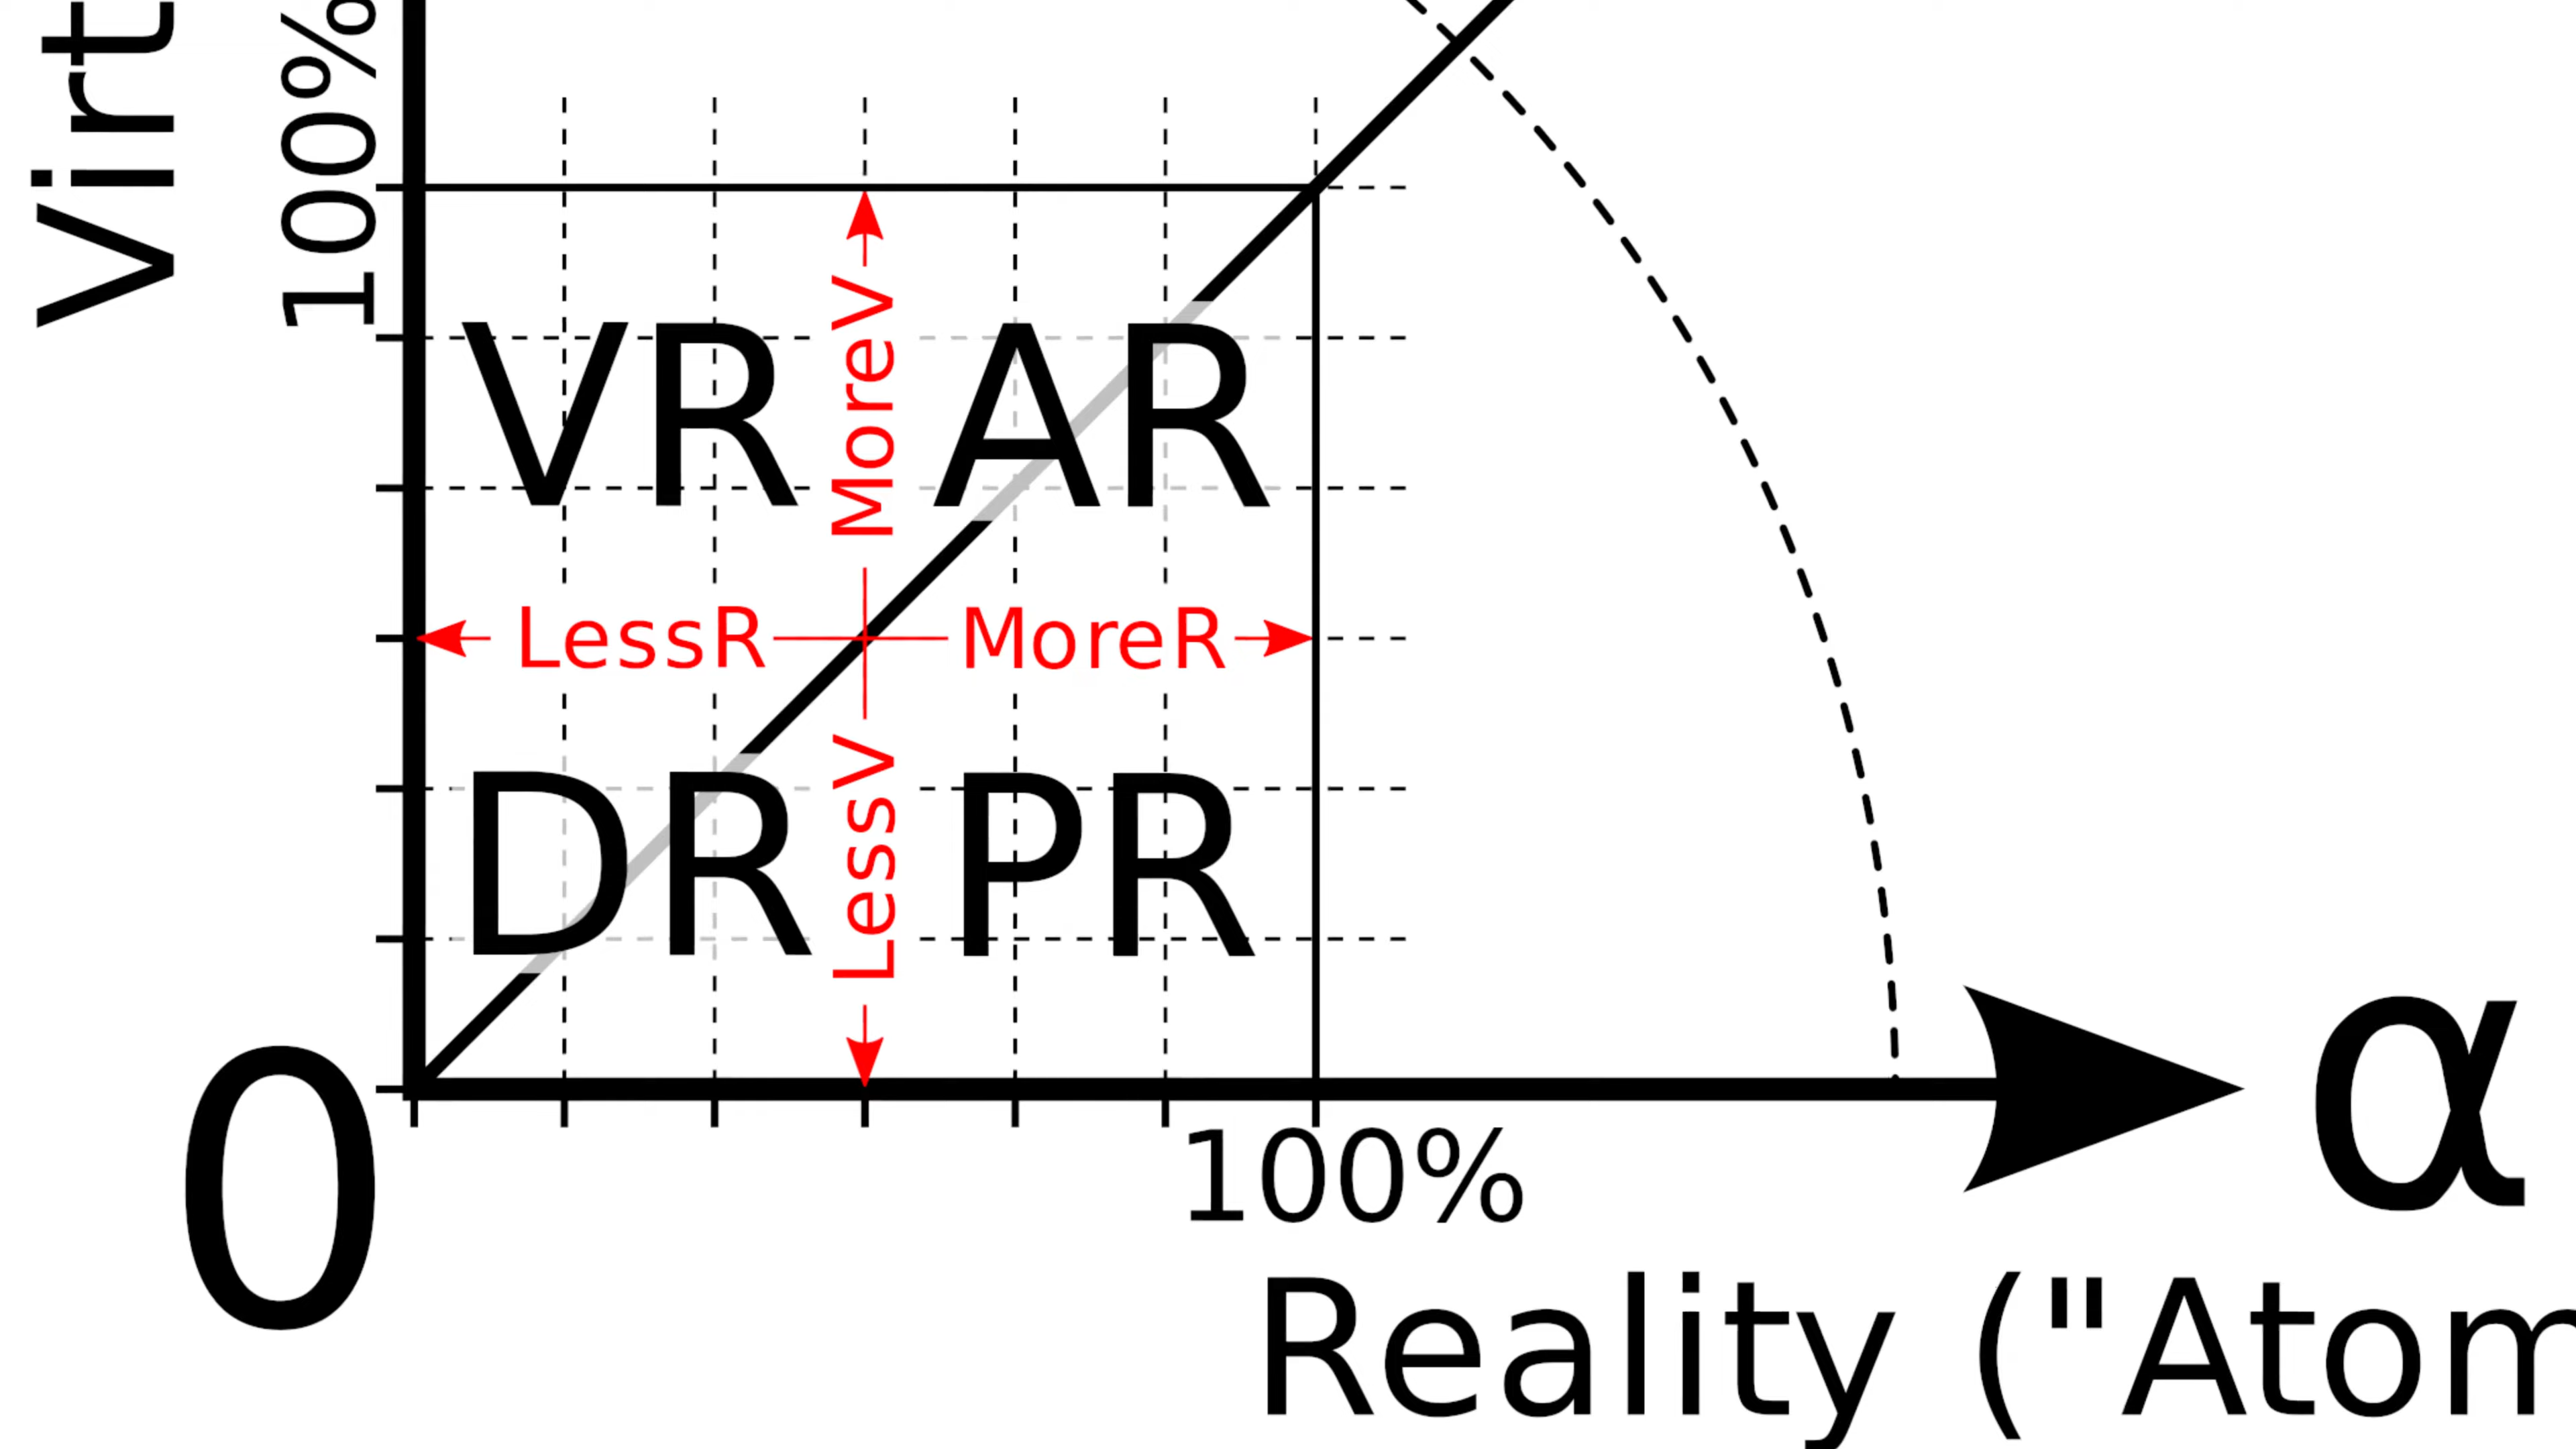 Virt
100%
VR
AR
MoreV
LessR
MoreR
LessV
DR
PR
0
100%
α
Reality ("Atom